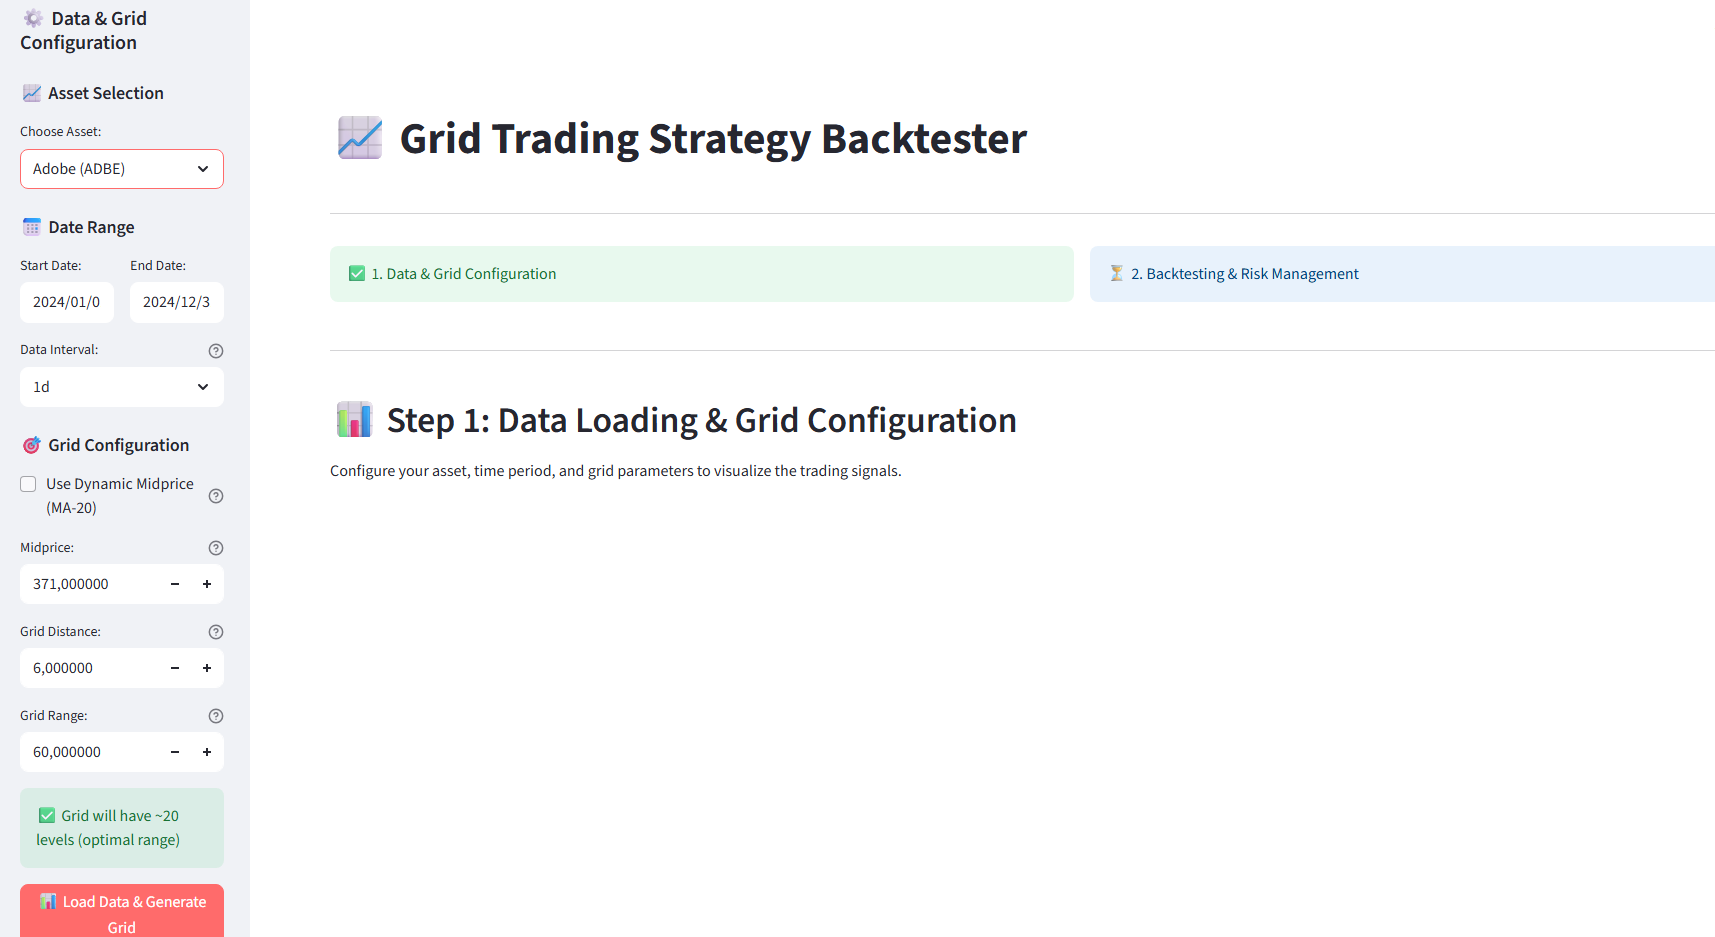 Data & Grid
Configuration
Asset Selection
Choose Asset:
Adobe (ADBE)
Date Range
Start Date:
End Date:
2024/01/0
2024/12/3
Data Interval:
1d
Grid Configuration
Use Dynamic Midprice
(MA-20)
Midprice:
371,000000
Grid Distance:
6,000000
Grid Range:
60,000000
Grid will have ~20
levels (optimal range)
Load Data & Generate
Grid
Grid Trading Strategy Backtester
1. Data & Grid Configuration
2. Backtesting & Risk Management
Step 1: Data Loading & Grid Configuration
Configure your asset, time period, and grid parameters to visualize the trading signals.